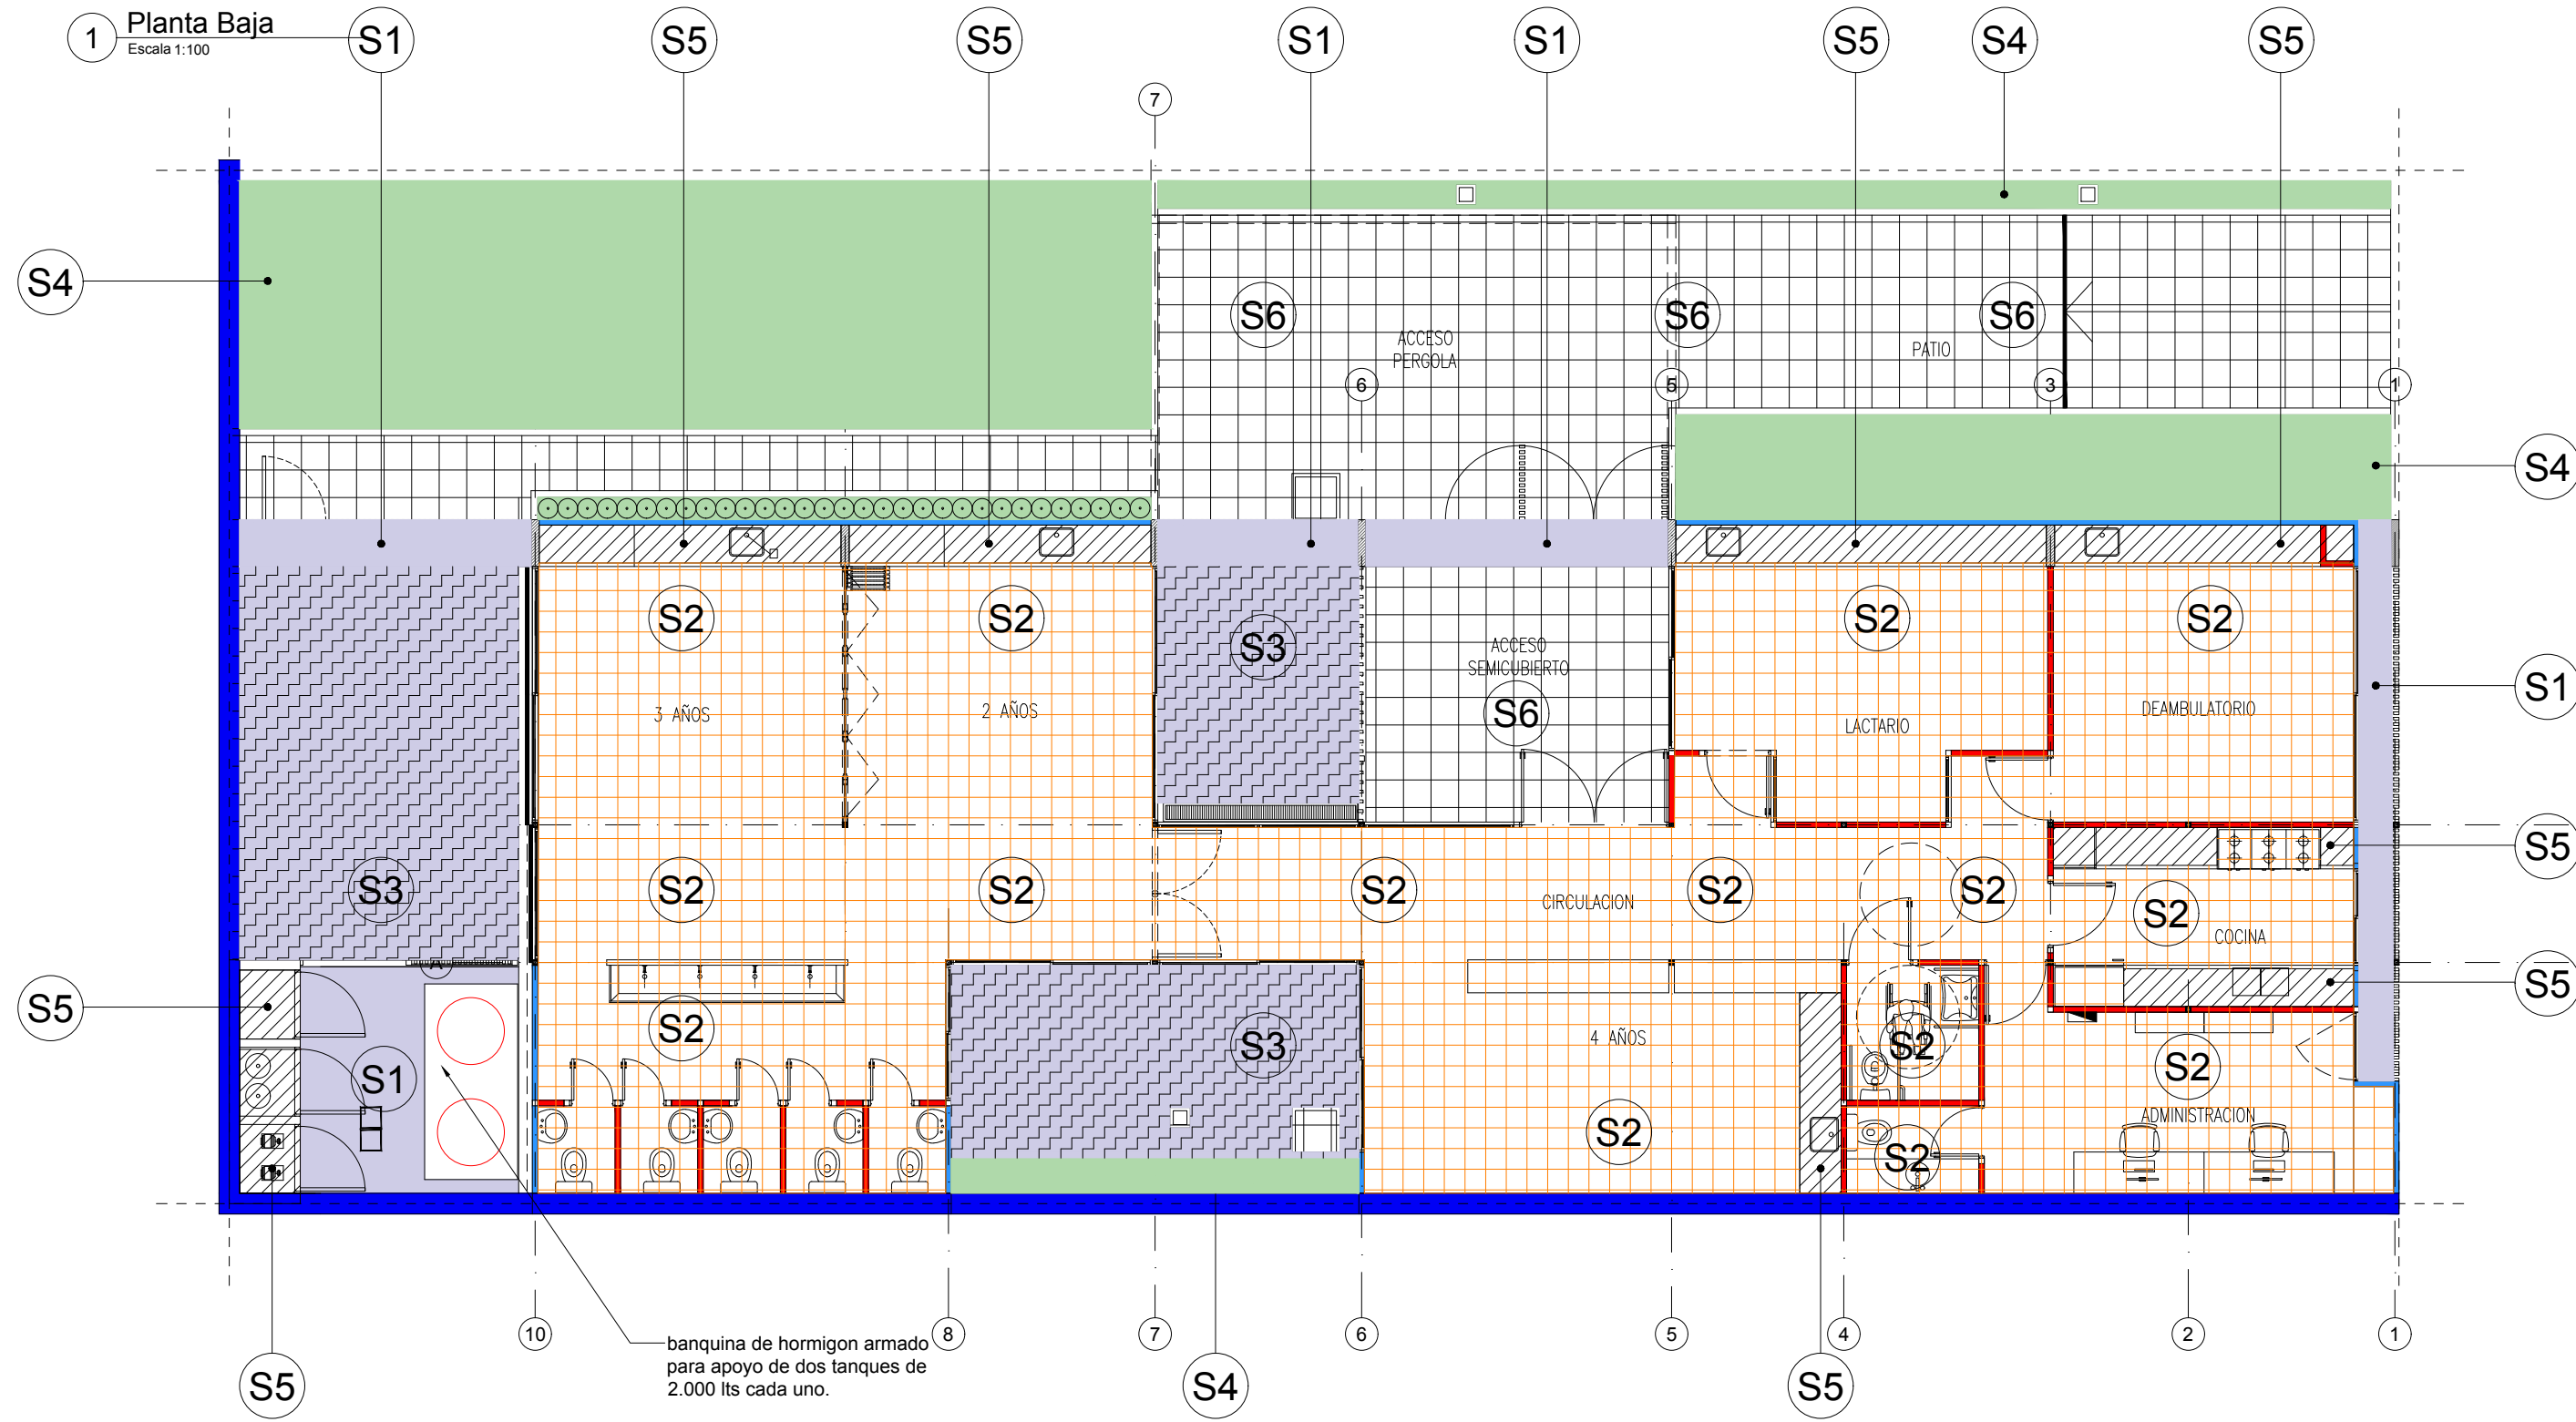 1 Planta Baja
Escala 1:100
S1 S5 S5 S1 S1 S5 S4 S5
7
S4
S6 S6 S6
ACCESO
PERGOLA
PATIO
6 5 3 1
S4
S2 S2 S3 S2 S2
ACCESO
SEMICUBIERTO
S6
S1
3 AÑOS 2 AÑOS LACTARIO DEAMBULATORIO
S5
S3 S2 S2 S2 S2 S2 S2
CIRCULACION
COCINA
A
S5 S5
S2 S3 S2
4 AÑOS
S1 S2
ADMINISTRACION
S2 S2
10 8 7 6 5 4 2 1
banquina de hormigon armado
para apoyo de dos tanques de
2.000 lts cada uno.
S5 S4 S5